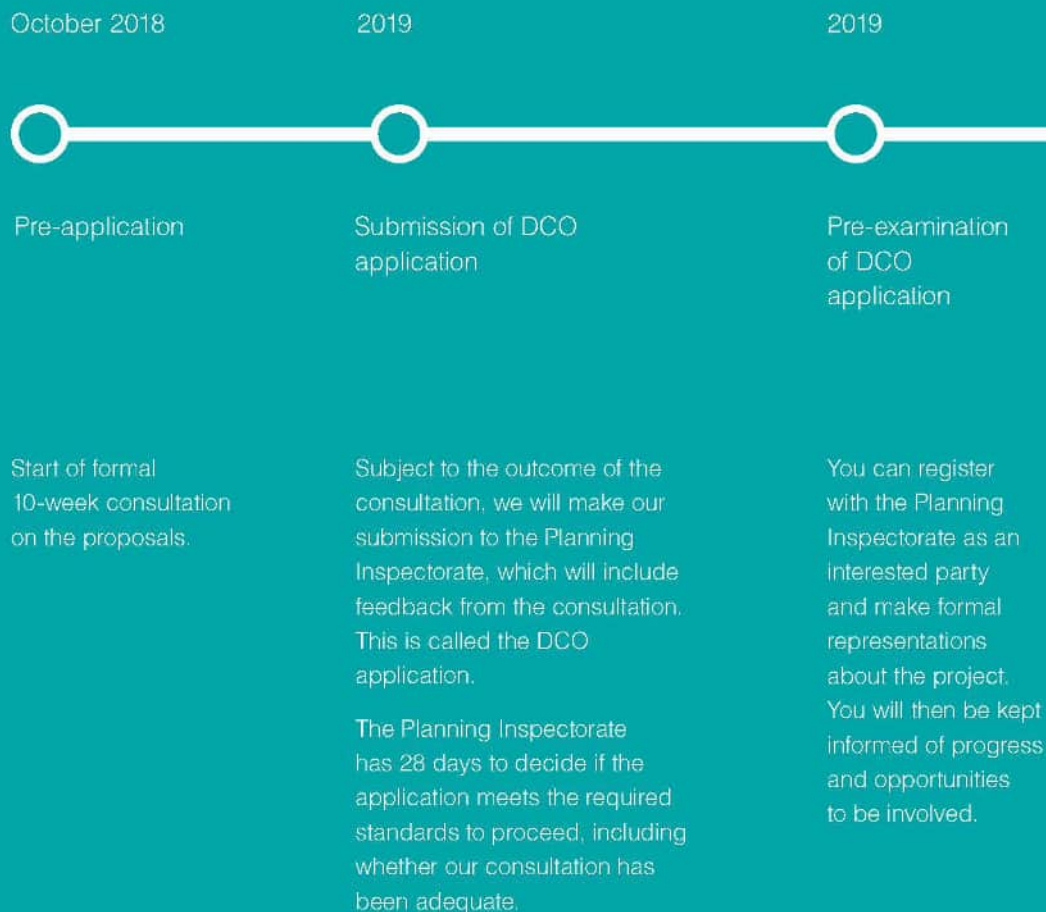 October 2018
2019
2019
Pre-application
Submission of DCO
application
Pre-examination
of DCO
application
Start of formal
10-week consultation
on the proposals.
Subject to the outcome of the
consultation, we will make our
submission to the Planning
Inspectorate, which will include
feedback from the consultation.
This is called the DCO
application.
The Planning Inspectorate
has 28 days to decide if the
application meets the required
standards to proceed, including
whether our consultation has
been adequate.
You can register
with the Planning
Inspectorate as an
interested party
and make formal
representations
about the project.
You will then be kept
informed of progress
and opportunities
to be involved.